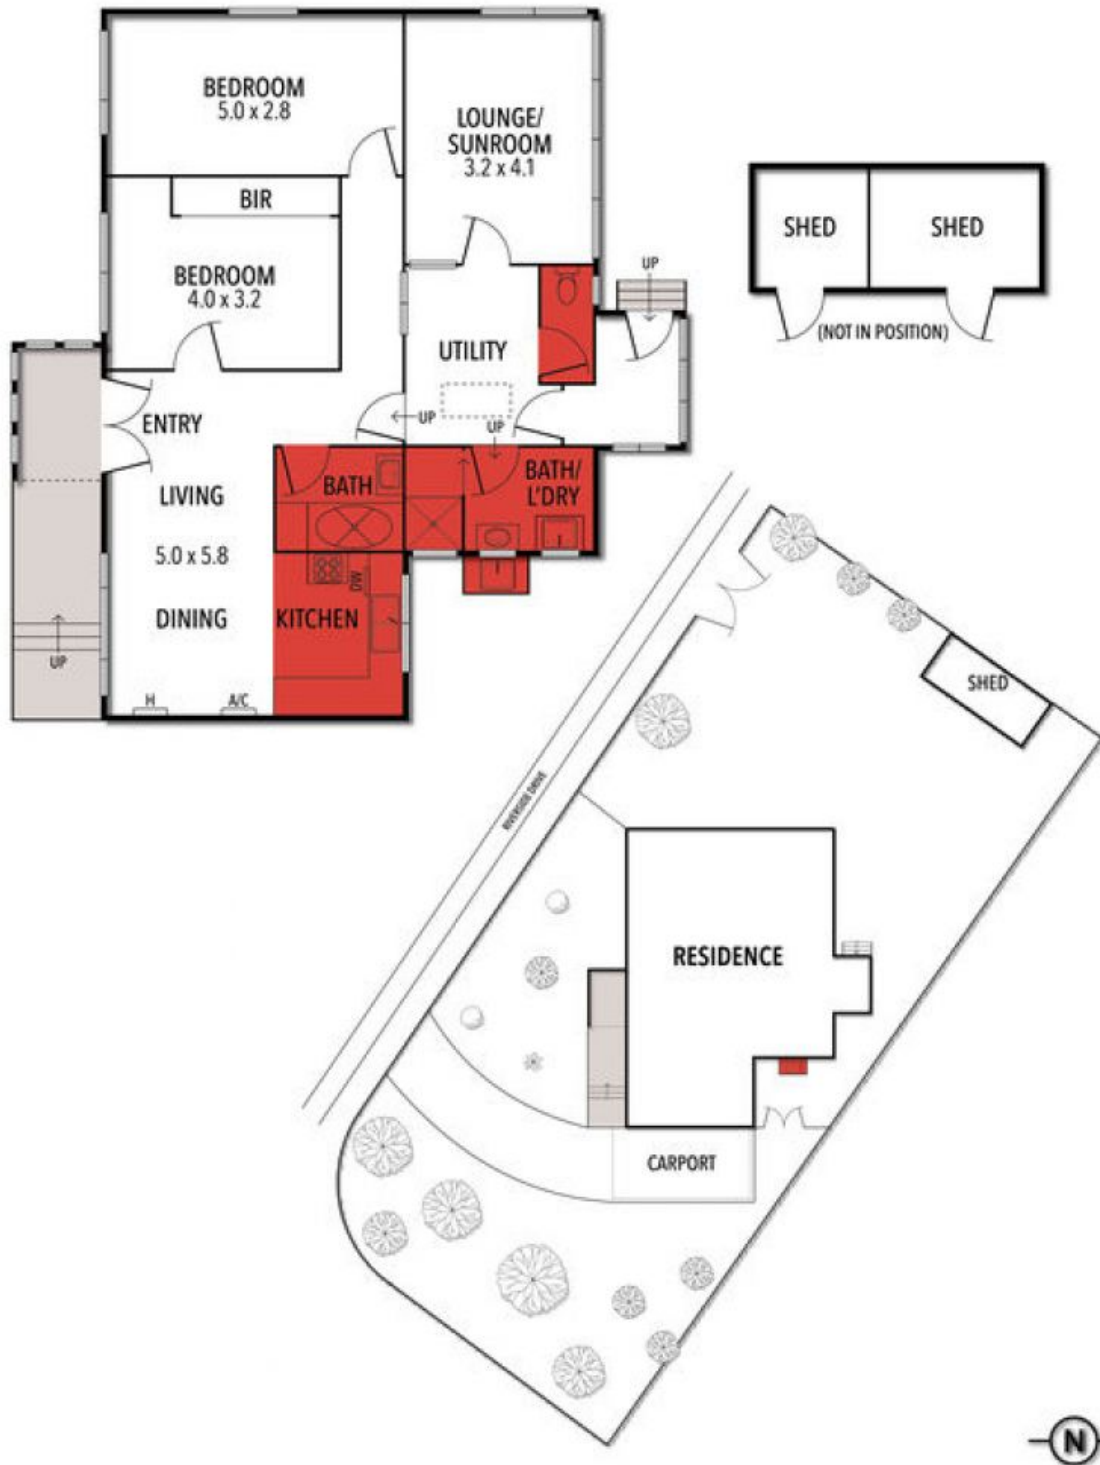 BEDROOM
5.0 x 2.8
LOUNGE/
SUNROOM
3.2 x 4.1
BIR
BEDROOM
4.0 x 3.2
UTILITY
UP
SHED
SHED
(NOT IN POSITION)
ENTRY
UP
UP
BATH
BATH/
L'DRY
LIVING
5.0 x 5.8
DINING
KITCHEN
DW
UP
H
A/C
SHED
RIVERSIDE DRIVE
RESIDENCE
CARPORT
N